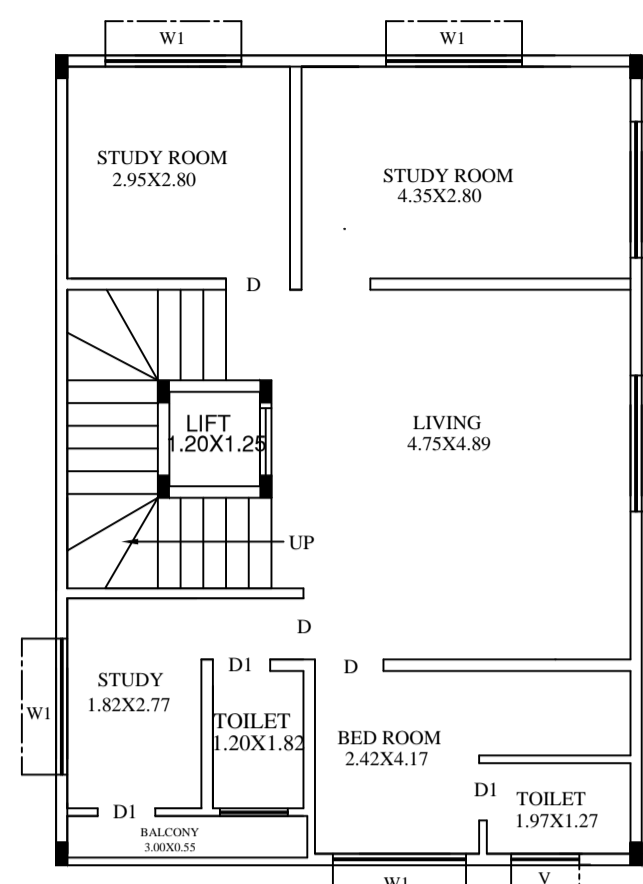 W1
W1
STUDY ROOM
2.95X2.80
STUDY ROOM
4.35X2.80
D
LIFT
1.20X1.25
LIVING
4.75X4.89
UP
D
D1
D
STUDY
1.82X2.77
W1
TOILET
1.20X1.82
BED ROOM
2.42X4.17
D1
TOILET
1.97X1.27
D1
BALCONY
3.00X0.55
W1
V